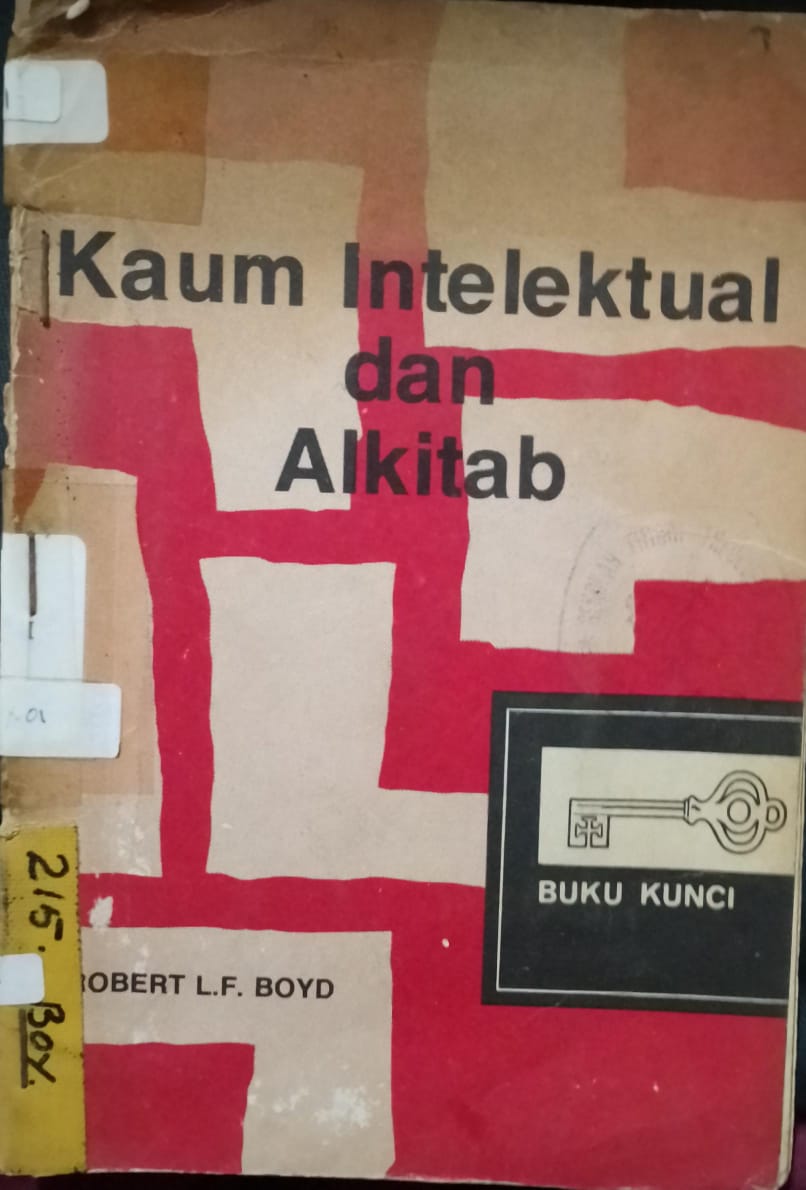 Kaum Intelektual
dan
Alkitab
BUKU KUNCI
ROBERT L.F. BOYD
215.
Boy.